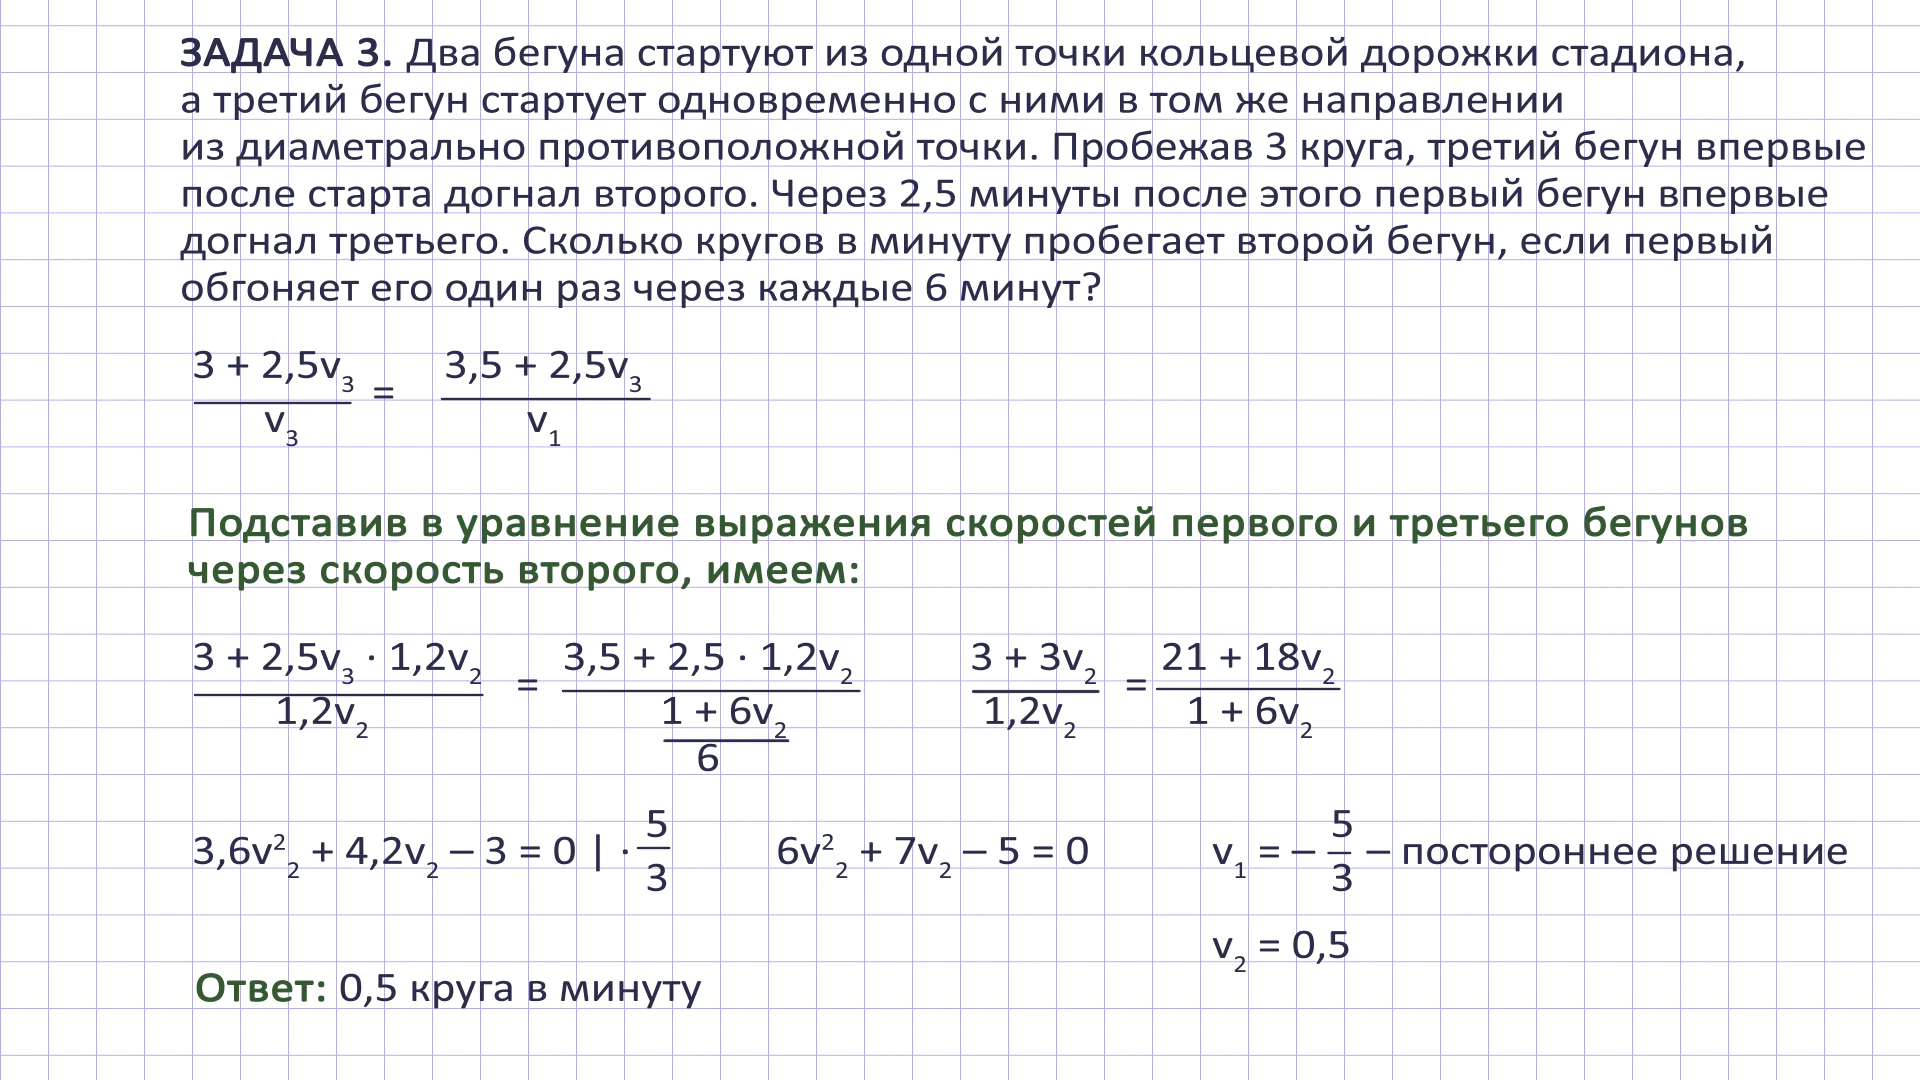 ЗАДАЧА 3. Два бегуна стартуют из одной точки кольцевой дорожки стадиона,
а третий бегун стартует одновременно с ними в том же направлении
из диаметрально противоположной точки. Пробежав 3 круга, третий бегун впервые
после старта догнал второго. Через 2,5 минуты после этого первый бегун впервые
догнал третьего. Сколько кругов в минуту пробегает второй бегун, если первый
обгоняет его один раз через каждые 6 минут?
3 + 2,5v₃ / v₃ = 3,5 + 2,5v₃ / v₁
Подставив в уравнение выражения скоростей первого и третьего бегунов
через скорость второго, имеем:
3 + 2,5v₃ · 1,2v₂ / 1,2v₂ = 3,5 + 2,5 · 1,2v₂ / 1 + 6v₂ / 6 3 + 3v₂ / 1,2v₂ = 21 + 18v₂ / 1 + 6v₂
3,6v²₂ + 4,2v₂ – 3 = 0 | · 5/3 6v²₂ + 7v₂ – 5 = 0 v₁ = – 5/3 – постороннее решение
v₂ = 0,5
Ответ: 0,5 круга в минуту